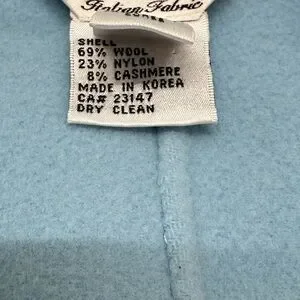 Italian Fabric
SHELL
69% WOOL
23% NYLON
8% CASHMERE
MADE IN KOREA
CA# 23147
DRY CLEAN